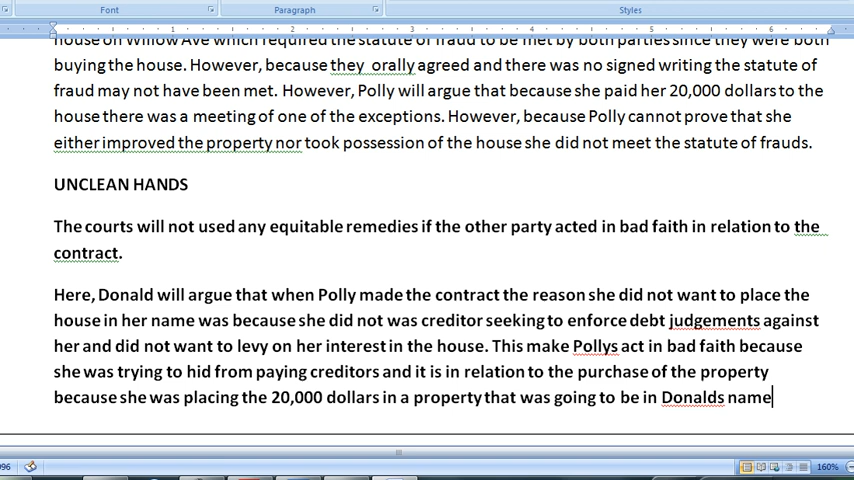 Font Paragraph Styles
1 2 3 4 5 6
house on Willow Ave which required the statute of fraud to be met by both parties since they were both
buying the house. However, because they  orally agreed and there was no signed writing the statute of
fraud may not have been met. However, Polly will argue that because she paid her 20,000 dollars to the
house there was a meeting of one of the exceptions. However, because Polly cannot prove that she
either improved the property nor took possession of the house she did not meet the statute of frauds.
UNCLEAN HANDS
The courts will not used any equitable remedies if the other party acted in bad faith in relation to the
contract.
Here, Donald will argue that when Polly made the contract the reason she did not want to place the
house in her name was because she did not was creditor seeking to enforce debt judgements against
her and did not want to levy on her interest in the house. This make Pollys act in bad faith because
she was trying to hid from paying creditors and it is in relation to the purchase of the property
because she was placing the 20,000 dollars in a property that was going to be in Donalds name
096 160%